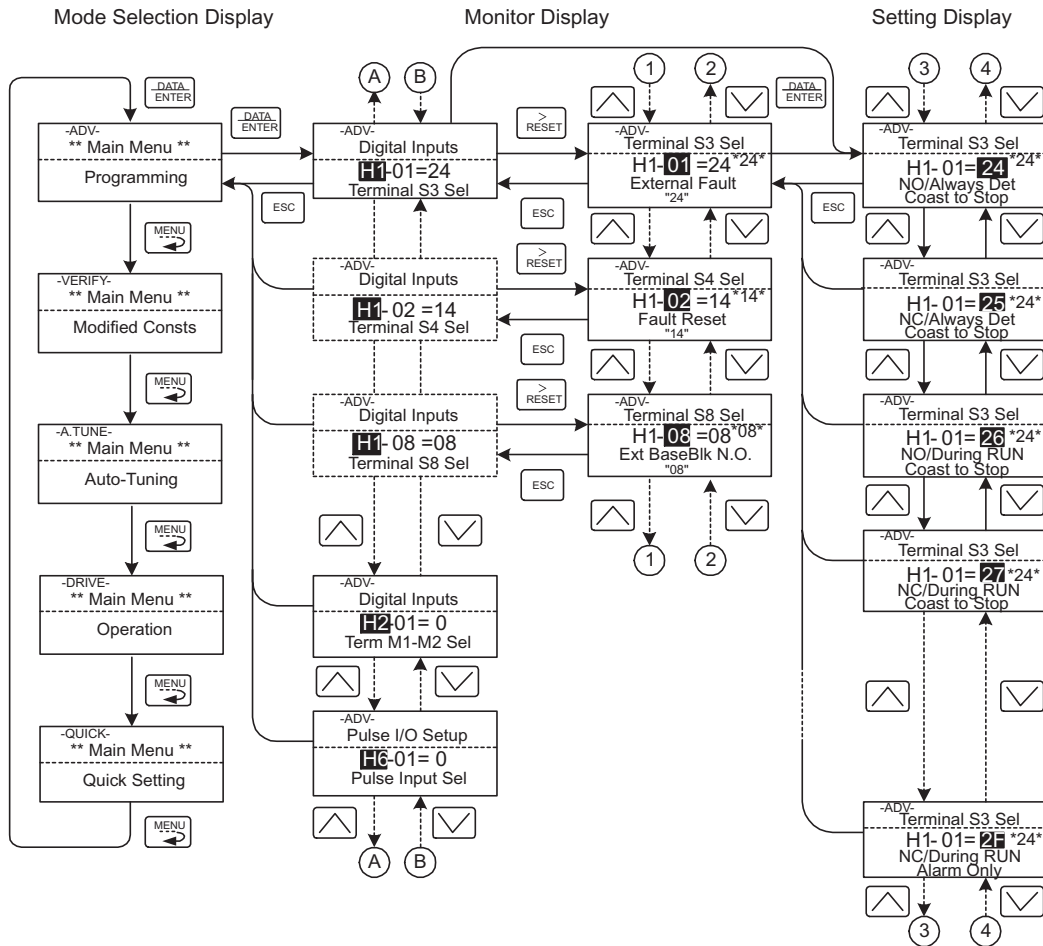 Mode Selection Display
Monitor Display
Setting Display
DATA
ENTER
-ADV-
** Main Menu **
Programming
MENU
-VERIFY-
** Main Menu **
Modified Consts
MENU
-A.TUNE-
** Main Menu **
Auto-Tuning
MENU
-DRIVE-
** Main Menu **
Operation
MENU
-QUICK-
** Main Menu **
Quick Setting
MENU
DATA
ENTER
ESC
A
B
-ADV-
Digital Inputs
H1-01=24
Terminal S3 Sel
-ADV-
Digital Inputs
H1- 02 =14
Terminal S4 Sel
-ADV-
Digital Inputs
H1- 08 =08
Terminal S8 Sel
-ADV-
Digital Inputs
H2-01= 0
Term M1-M2 Sel
-ADV-
Pulse I/O Setup
H6-01= 0
Pulse Input Sel
A
B
>
RESET
ESC
>
RESET
ESC
>
RESET
ESC
1
2
-ADV-
Terminal S3 Sel
H1-01 =24 *24*
External Fault
"24"
-ADV-
Terminal S4 Sel
H1-02 =14 *14*
Fault Reset
"14"
-ADV-
Terminal S8 Sel
H1-08 =08 *08*
Ext BaseBlk N.O.
"08"
1
2
DATA
ENTER
ESC
3
4
-ADV-
Terminal S3 Sel
H1- 01= 24 *24*
NO/Always Det
Coast to Stop
-ADV-
Terminal S3 Sel
H1- 01= 25 *24*
NC/Always Det
Coast to Stop
-ADV-
Terminal S3 Sel
H1- 01= 26 *24*
NO/During RUN
Coast to Stop
-ADV-
Terminal S3 Sel
H1- 01= 27 *24*
NC/During RUN
Coast to Stop
-ADV-
Terminal S3 Sel
H1- 01= 2F *24*
NC/During RUN
Alarm Only
3
4